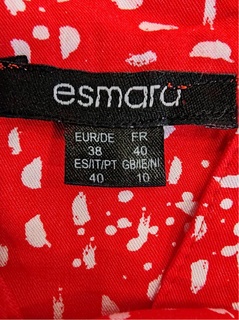 esmara
EUR/DE FR
38 40
ES/IT/PT GB/IE/NI
40 10